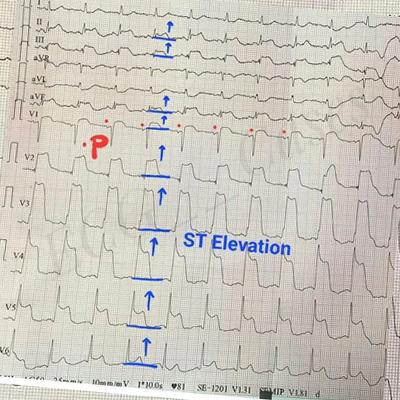 I
II
III
aVR
aVL
aVF
V1
P
V2
V3
ST Elevation
V4
V5
V6
25mm/s 10mm/mV 1*10.0s ♥81 SE-1201 V1.31 SEMIP V1.81 d